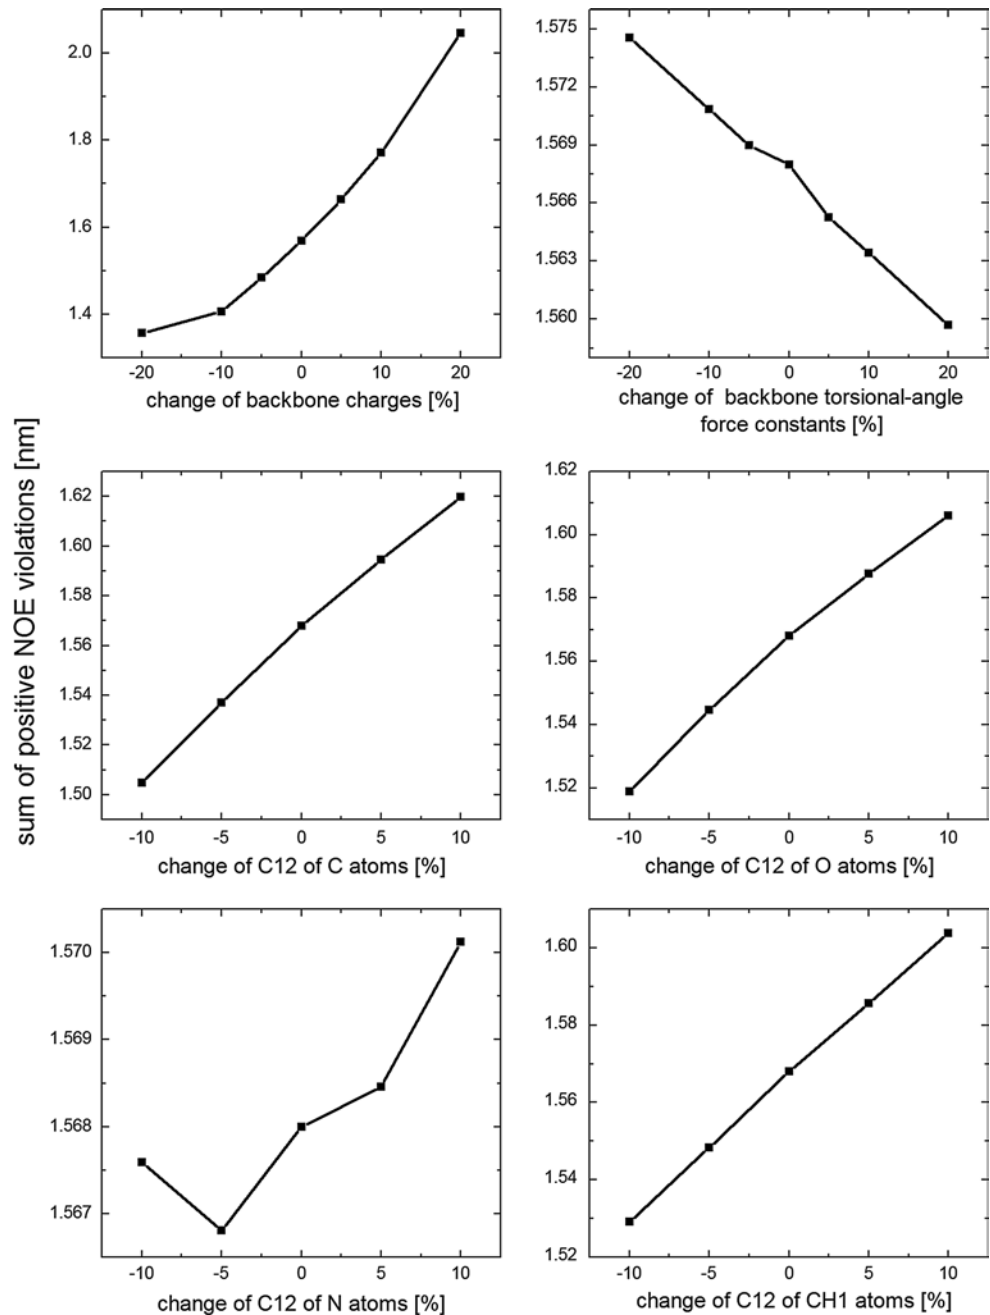 sum of positive NOE violations [nm]
2.0
1.8
1.6
1.4
-20 -10 0 10 20
change of backbone charges [%]
1.575
1.572
1.569
1.566
1.563
1.560
-20 -10 0 10 20
change of backbone torsional-angle
force constants [%]
1.62
1.60
1.58
1.56
1.54
1.52
1.50
-10 -5 0 5 10
change of C12 of C atoms [%]
1.62
1.60
1.58
1.56
1.54
1.52
-10 -5 0 5 10
change of C12 of O atoms [%]
1.570
1.569
1.568
1.567
-10 -5 0 5 10
change of C12 of N atoms [%]
1.60
1.58
1.56
1.54
1.52
-10 -5 0 5 10
change of C12 of CH1 atoms [%]